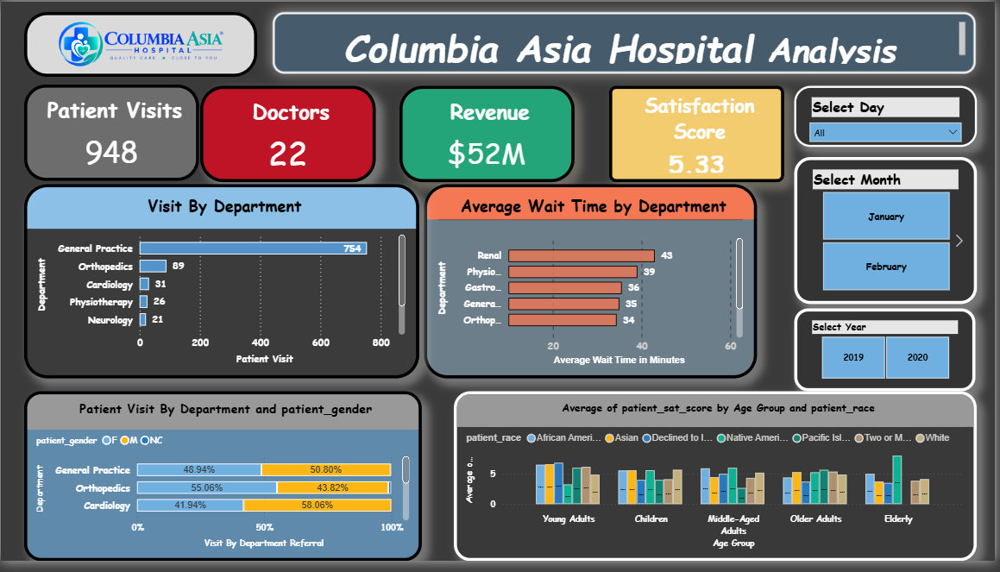 COLUMBIA ASIA®
HOSPITAL
QUALITY CARE ✦ CLOSE TO YOU
Columbia Asia Hospital Analysis
Patient Visits
948
Doctors
22
Revenue
$52M
Satisfaction
Score
5.33
Select Day
All
Select Month
January
February
Select Year
2019
2020
Visit By Department
Department
General Practice
754
Orthopedics
89
Cardiology
31
Physiotherapy
26
Neurology
21
0 200 400 600 800
Patient Visit
Average Wait Time by Department
Department
Renal
43
Physio...
39
Gastro...
36
Genera...
35
Orthop...
34
20 40 60
Average Wait Time in Minutes
Patient Visit By Department and patient_gender
patient_gender F M NC
Department
General Practice
48.94% 50.80%
Orthopedics
55.06% 43.82%
Cardiology
41.94% 58.06%
0% 50% 100%
Visit By Department Referral
Average of patient_sat_score by Age Group and patient_race
patient_race African Ameri... Asian Declined to I... Native Ameri... Pacific Isl... Two or M... White
Average o...
5
0
Young Adults
Children
Middle-Aged
Adults
Older Adults
Elderly
Age Group